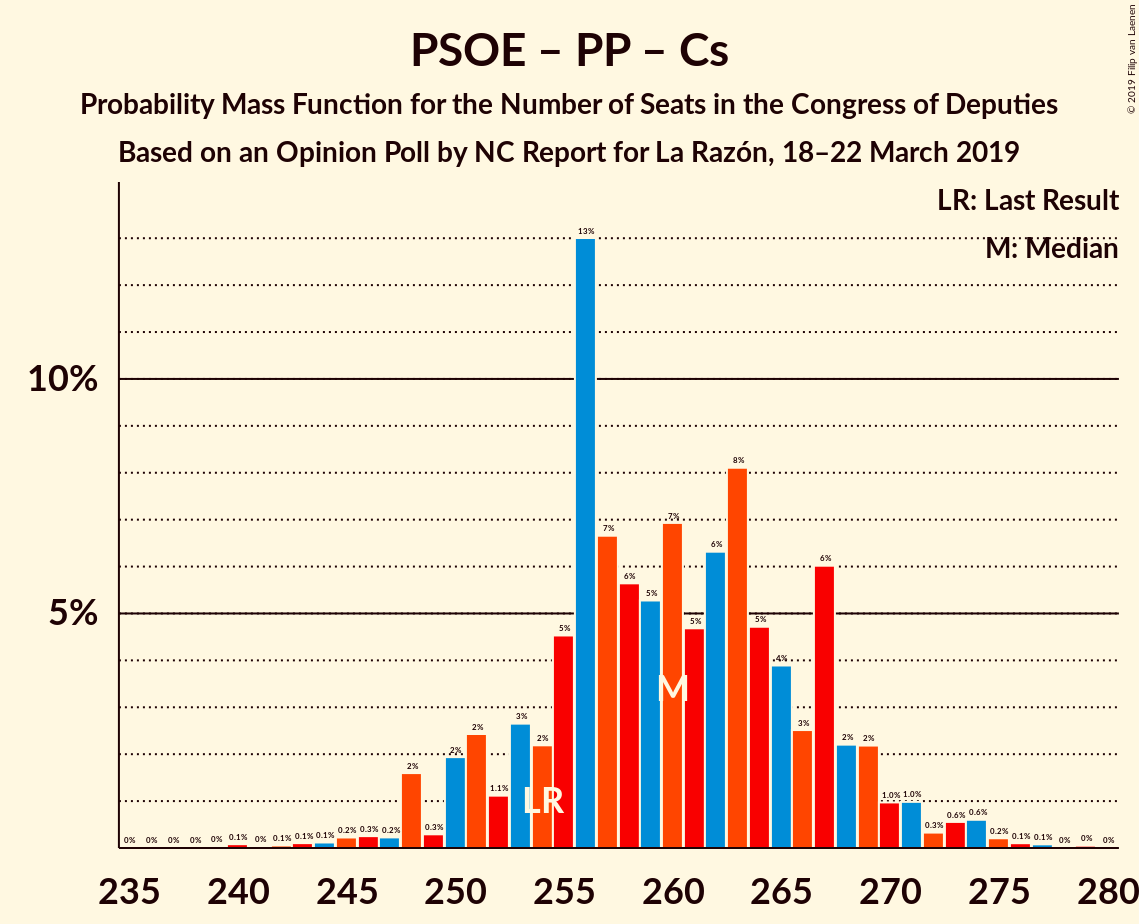 PSOE – PP – Cs
Probability Mass Function for the Number of Seats in the Congress of Deputies
Based on an Opinion Poll by NC Report for La Razón, 18–22 March 2019
© 2019 Filip van Laenen
LR: Last Result
M: Median
10%
5%
0% 0% 0% 0% 0% 0.1% 0% 0.1% 0.1% 0.1% 0.2% 0.3% 0.2% 2% 0.3% 2% 2% 1.1% 3% 2% 5% 13% 7% 6% 5% 7% 5% 6% 8% 5% 4% 3% 6% 2% 2% 1.0% 1.0% 0.3% 0.6% 0.6% 0.2% 0.1% 0.1% 0% 0% 0%
LR
M
235 240 245 250 255 260 265 270 275 280